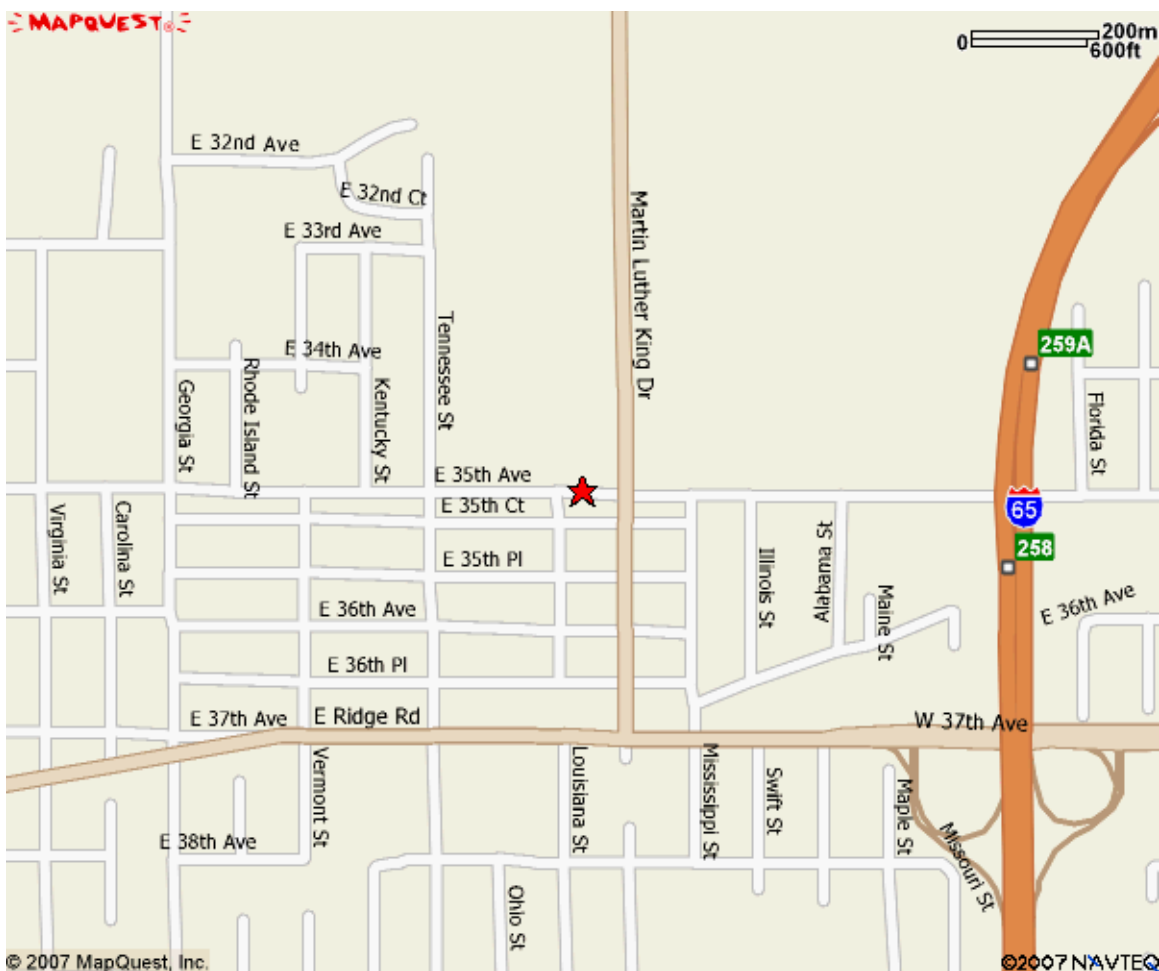 MAPQUEST®
0
200m
600ft
E 32nd Ave
E 32nd Ct
E 33rd Ave
Martin Luther King Dr
Tennessee St
E 34th Ave
259A
Rhode Island St
Georgia St
Kentucky St
Florida St
E 35th Ave
E 35th Ct
65
Virginia St
Carolina St
E 35th Pl
Illinois St
Alabama St
258
Maine St
E 36th Ave
E 36th Ave
E 36th Pl
E 37th Ave
E Ridge Rd
W 37th Ave
Vermont St
Louisiana St
Mississippi St
Swift St
Maple St
E 38th Ave
Missouri St
Ohio St
© 2007 MapQuest, Inc.
©2007 NAVTEQ